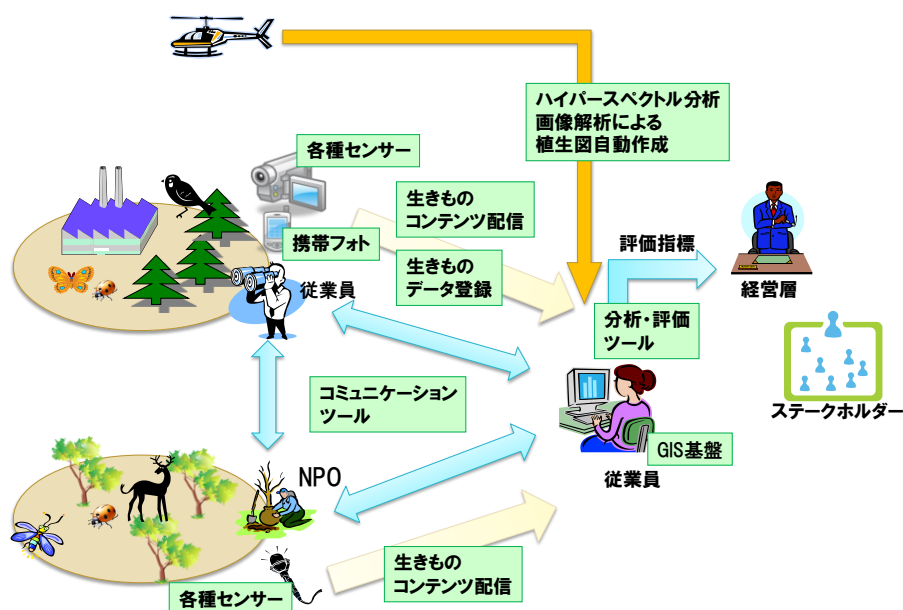 ハイパースペクトル分析
画像解析による
植生図自動作成
各種センサー
生きもの
コンテンツ配信
携帯フォト
生きもの
データ登録
従業員
評価指標
経営層
分析・評価
ツール
ステークホルダー
コミュニケーション
ツール
GIS基盤
従業員
NPO
生きもの
コンテンツ配信
各種センサー